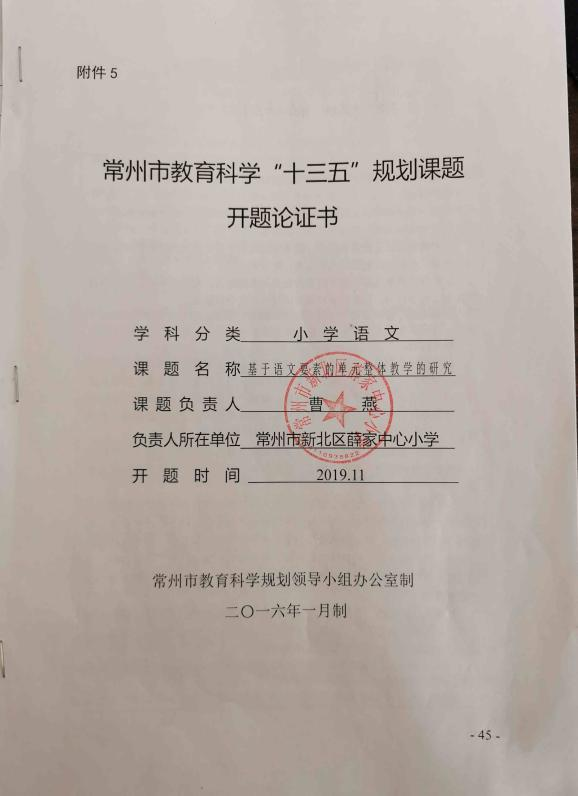 附件 5
常州市教育科学“十三五”规划课题
开题论证书
学科分类 小学语文
课题名称 基于语文要素的单元整体教学的研究
课题负责人 曹燕
负责人所在单位 常州市新北区薛家中心小学
开题时间 2019.11
常州市教育科学规划领导小组办公室制
二〇一六年一月制
- 45 -